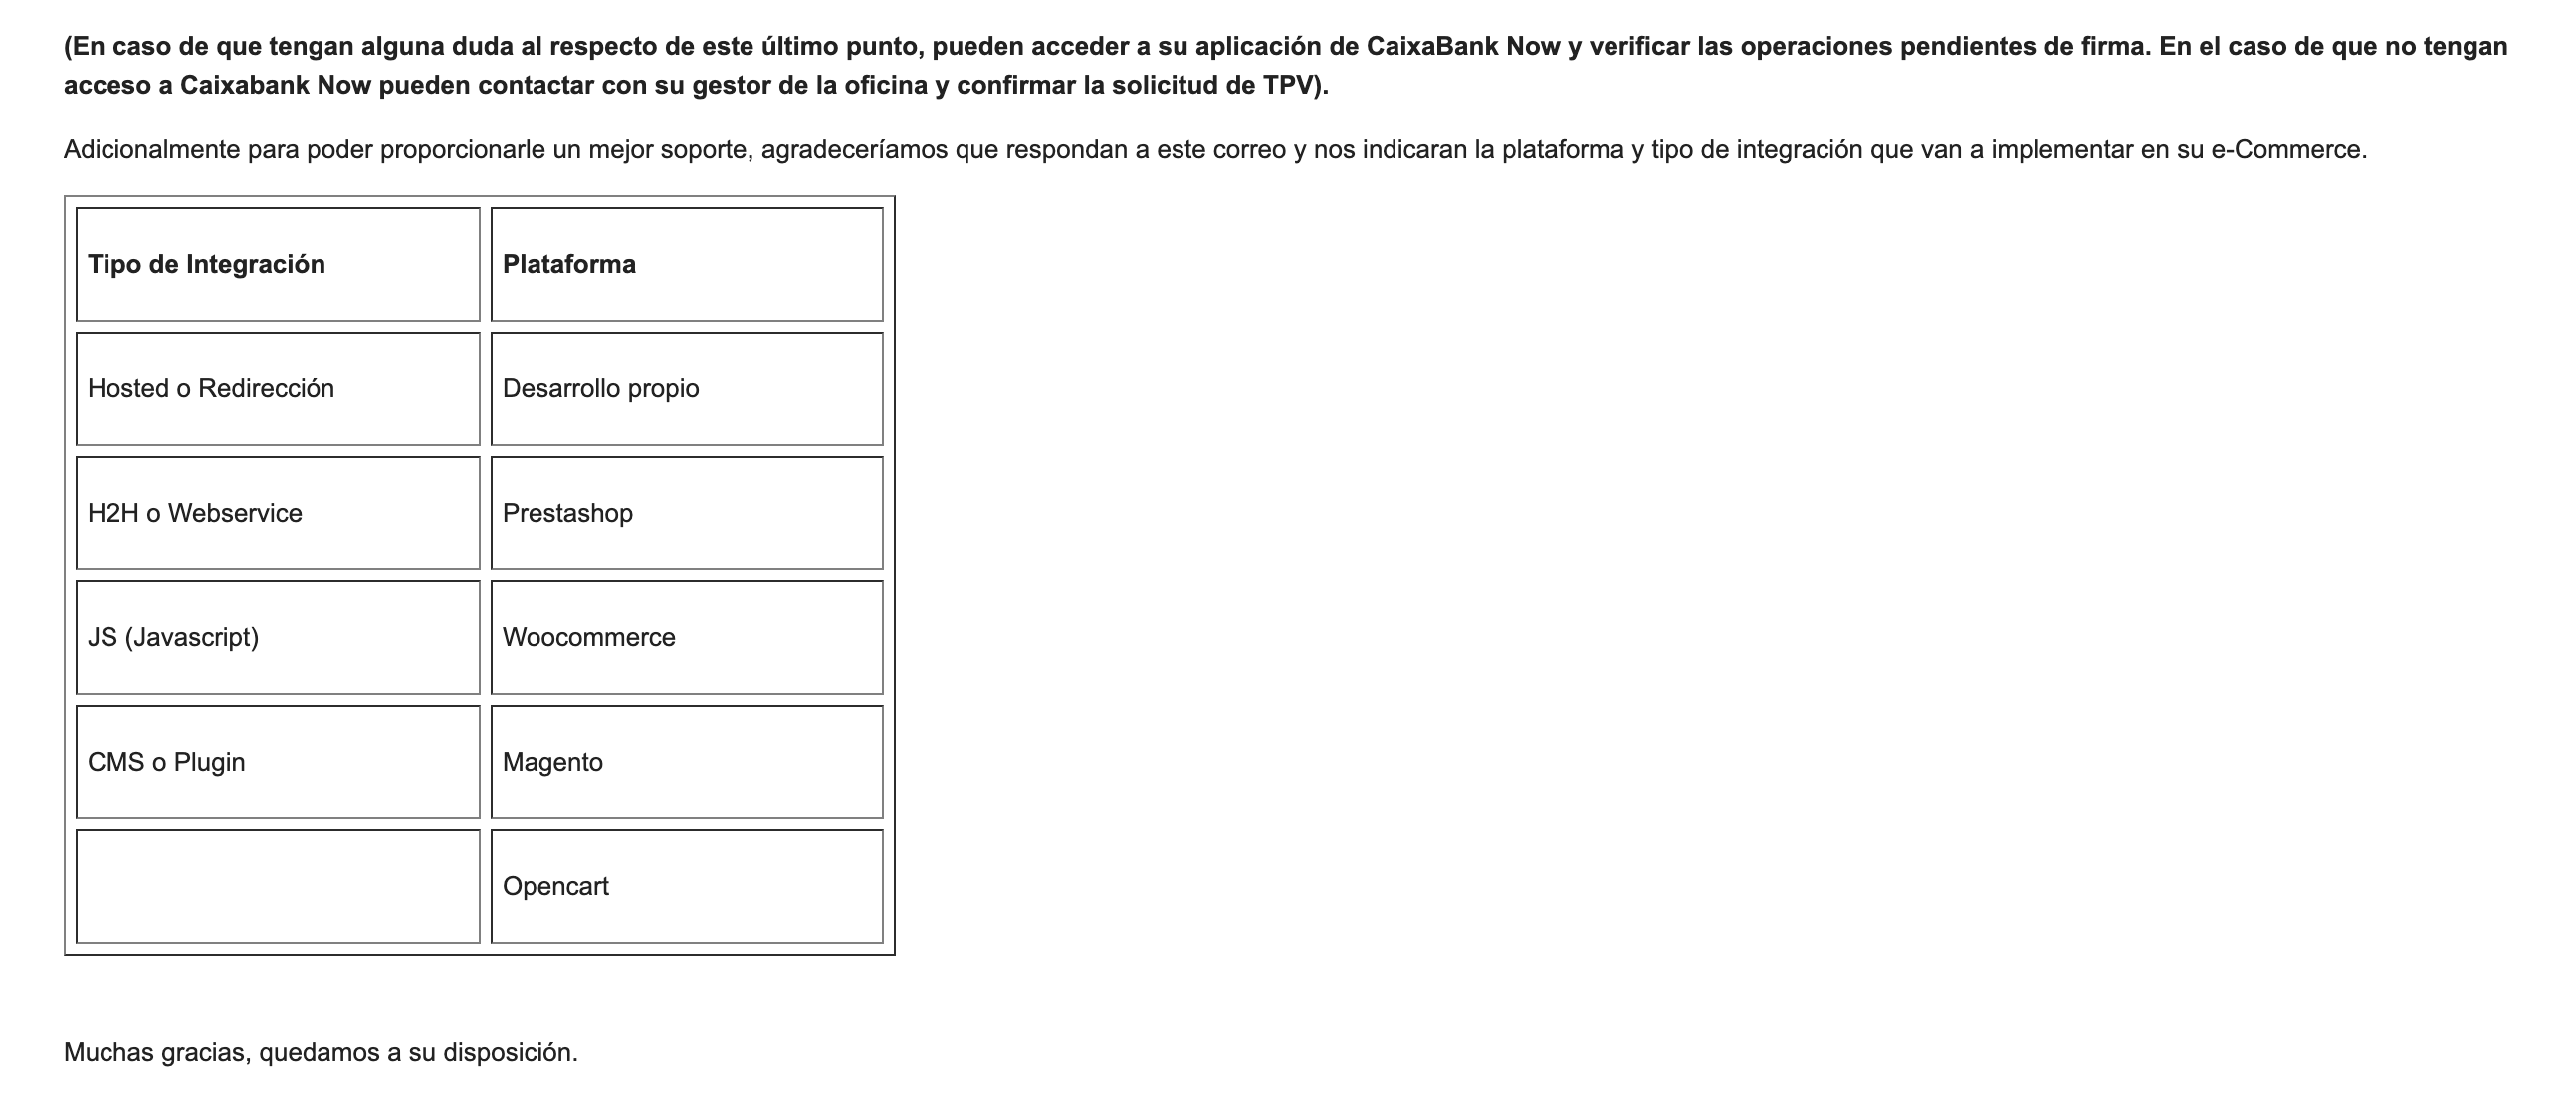 (En caso de que tengan alguna duda al respecto de este último punto, pueden acceder a su aplicación de CaixaBank Now y verificar las operaciones pendientes de firma. En el caso de que no tengan
acceso a Caixabank Now pueden contactar con su gestor de la oficina y confirmar la solicitud de TPV).
Adicionalmente para poder proporcionarle un mejor soporte, agradeceríamos que respondan a este correo y nos indicaran la plataforma y tipo de integración que van a implementar en su e-Commerce.
Tipo de Integración Plataforma
Hosted o Redirección Desarrollo propio
H2H o Webservice Prestashop
JS (Javascript) Woocommerce
CMS o Plugin Magento
Opencart
Muchas gracias, quedamos a su disposición.